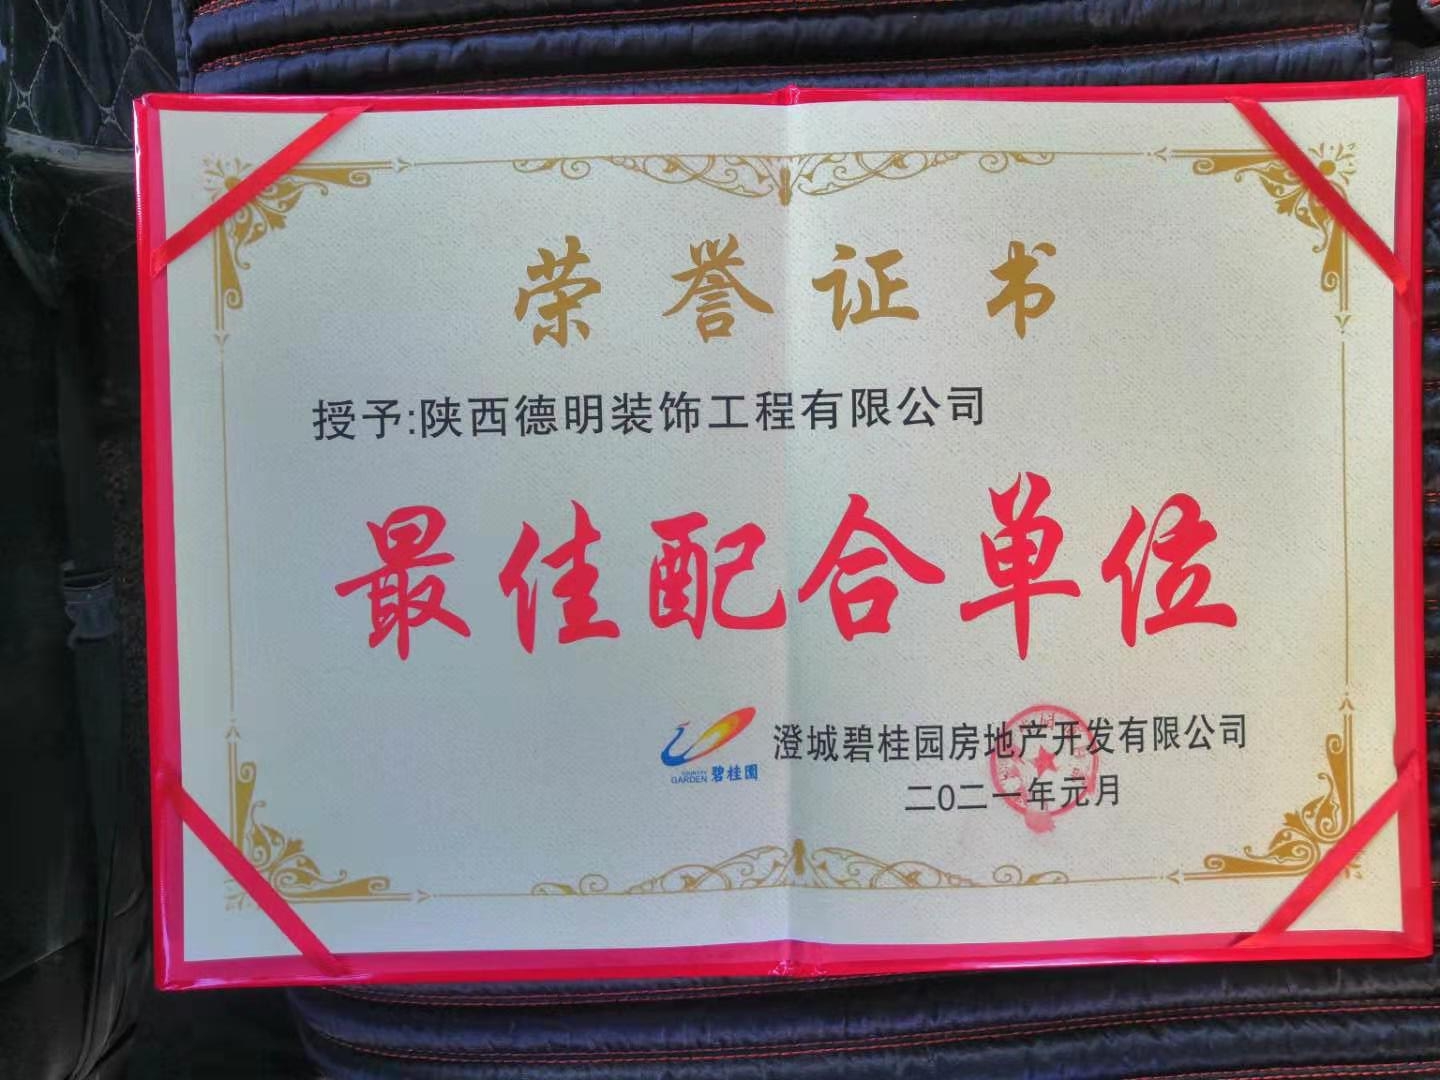 荣誉证书
授予:陕西德明装饰工程有限公司
最佳配合单位
COUNTRY
GARDEN 碧桂園
澄城碧桂园房地产开发有限公司
二〇二一年元月